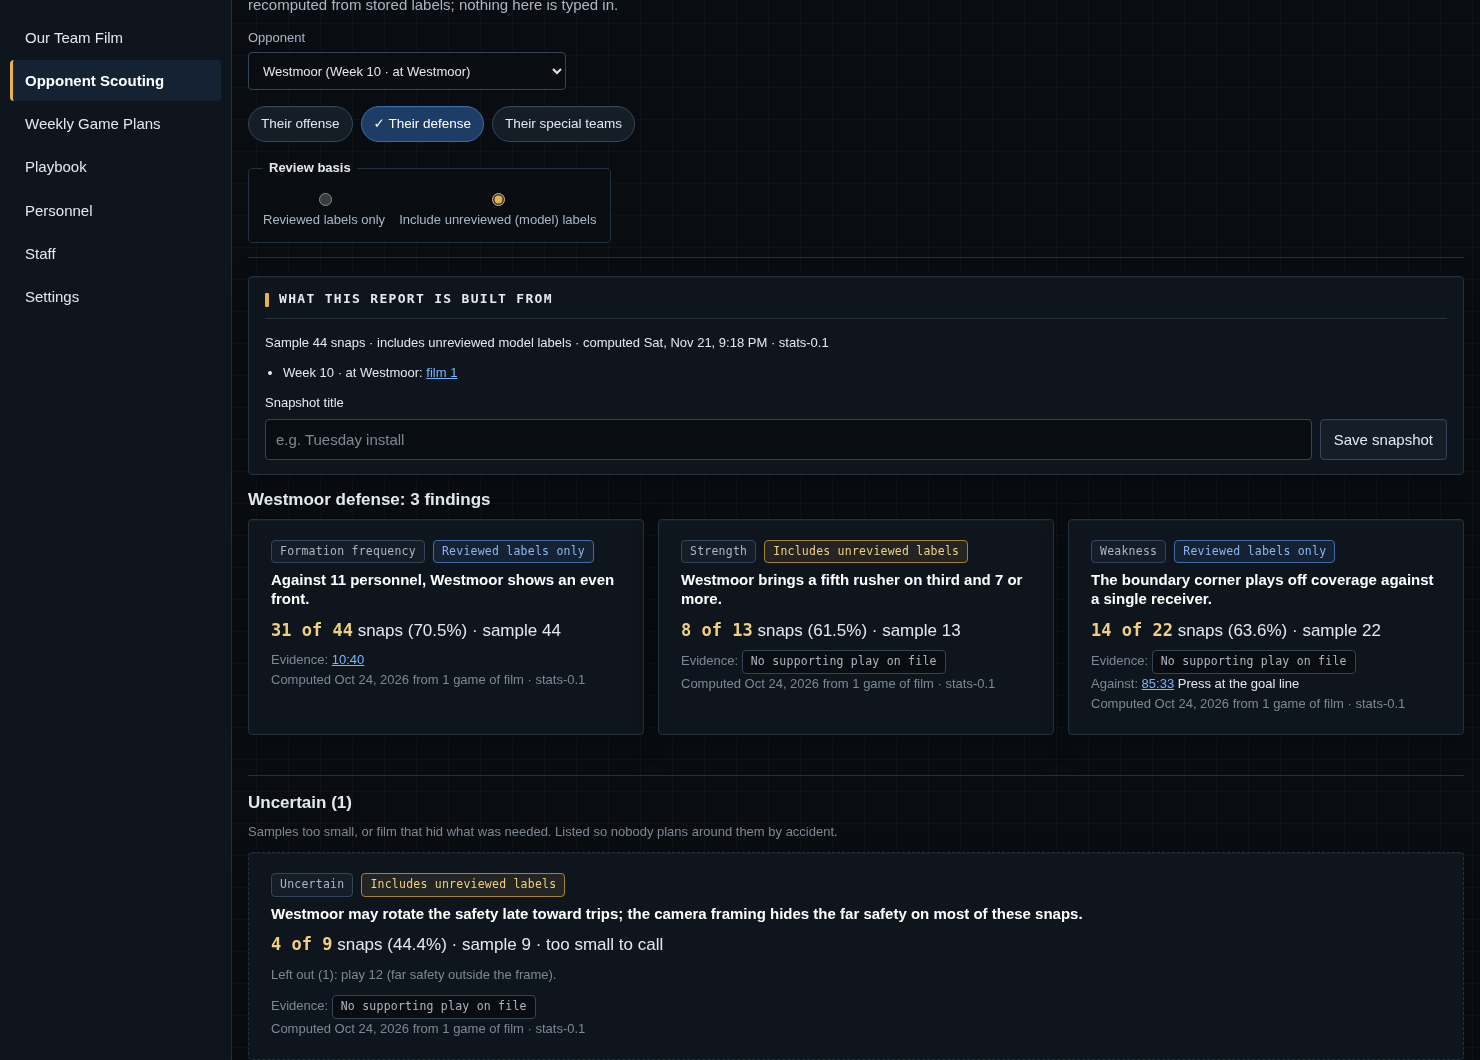 recomputed from stored labels; nothing here is typed in.
Our Team Film
Opponent Scouting
Weekly Game Plans
Playbook
Personnel
Staff
Settings
Opponent
Westmoor (Week 10 · at Westmoor)
Their offense
✓ Their defense
Their special teams
Review basis
Reviewed labels only
Include unreviewed (model) labels
WHAT THIS REPORT IS BUILT FROM
Sample 44 snaps · includes unreviewed model labels · computed Sat, Nov 21, 9:18 PM · stats-0.1
• Week 10 · at Westmoor: film 1
Snapshot title
e.g. Tuesday install
Save snapshot
Westmoor defense: 3 findings
Formation frequency
Reviewed labels only
Against 11 personnel, Westmoor shows an even
front.
31 of 44 snaps (70.5%) · sample 44
Evidence: 10:40
Computed Oct 24, 2026 from 1 game of film · stats-0.1
Strength
Includes unreviewed labels
Westmoor brings a fifth rusher on third and 7 or
more.
8 of 13 snaps (61.5%) · sample 13
Evidence: No supporting play on file
Computed Oct 24, 2026 from 1 game of film · stats-0.1
Weakness
Reviewed labels only
The boundary corner plays off coverage against
a single receiver.
14 of 22 snaps (63.6%) · sample 22
Evidence: No supporting play on file
Against: 85:33 Press at the goal line
Computed Oct 24, 2026 from 1 game of film · stats-0.1
Uncertain (1)
Samples too small, or film that hid what was needed. Listed so nobody plans around them by accident.
Uncertain
Includes unreviewed labels
Westmoor may rotate the safety late toward trips; the camera framing hides the far safety on most of these snaps.
4 of 9 snaps (44.4%) · sample 9 · too small to call
Left out (1): play 12 (far safety outside the frame).
Evidence: No supporting play on file
Computed Oct 24, 2026 from 1 game of film · stats-0.1